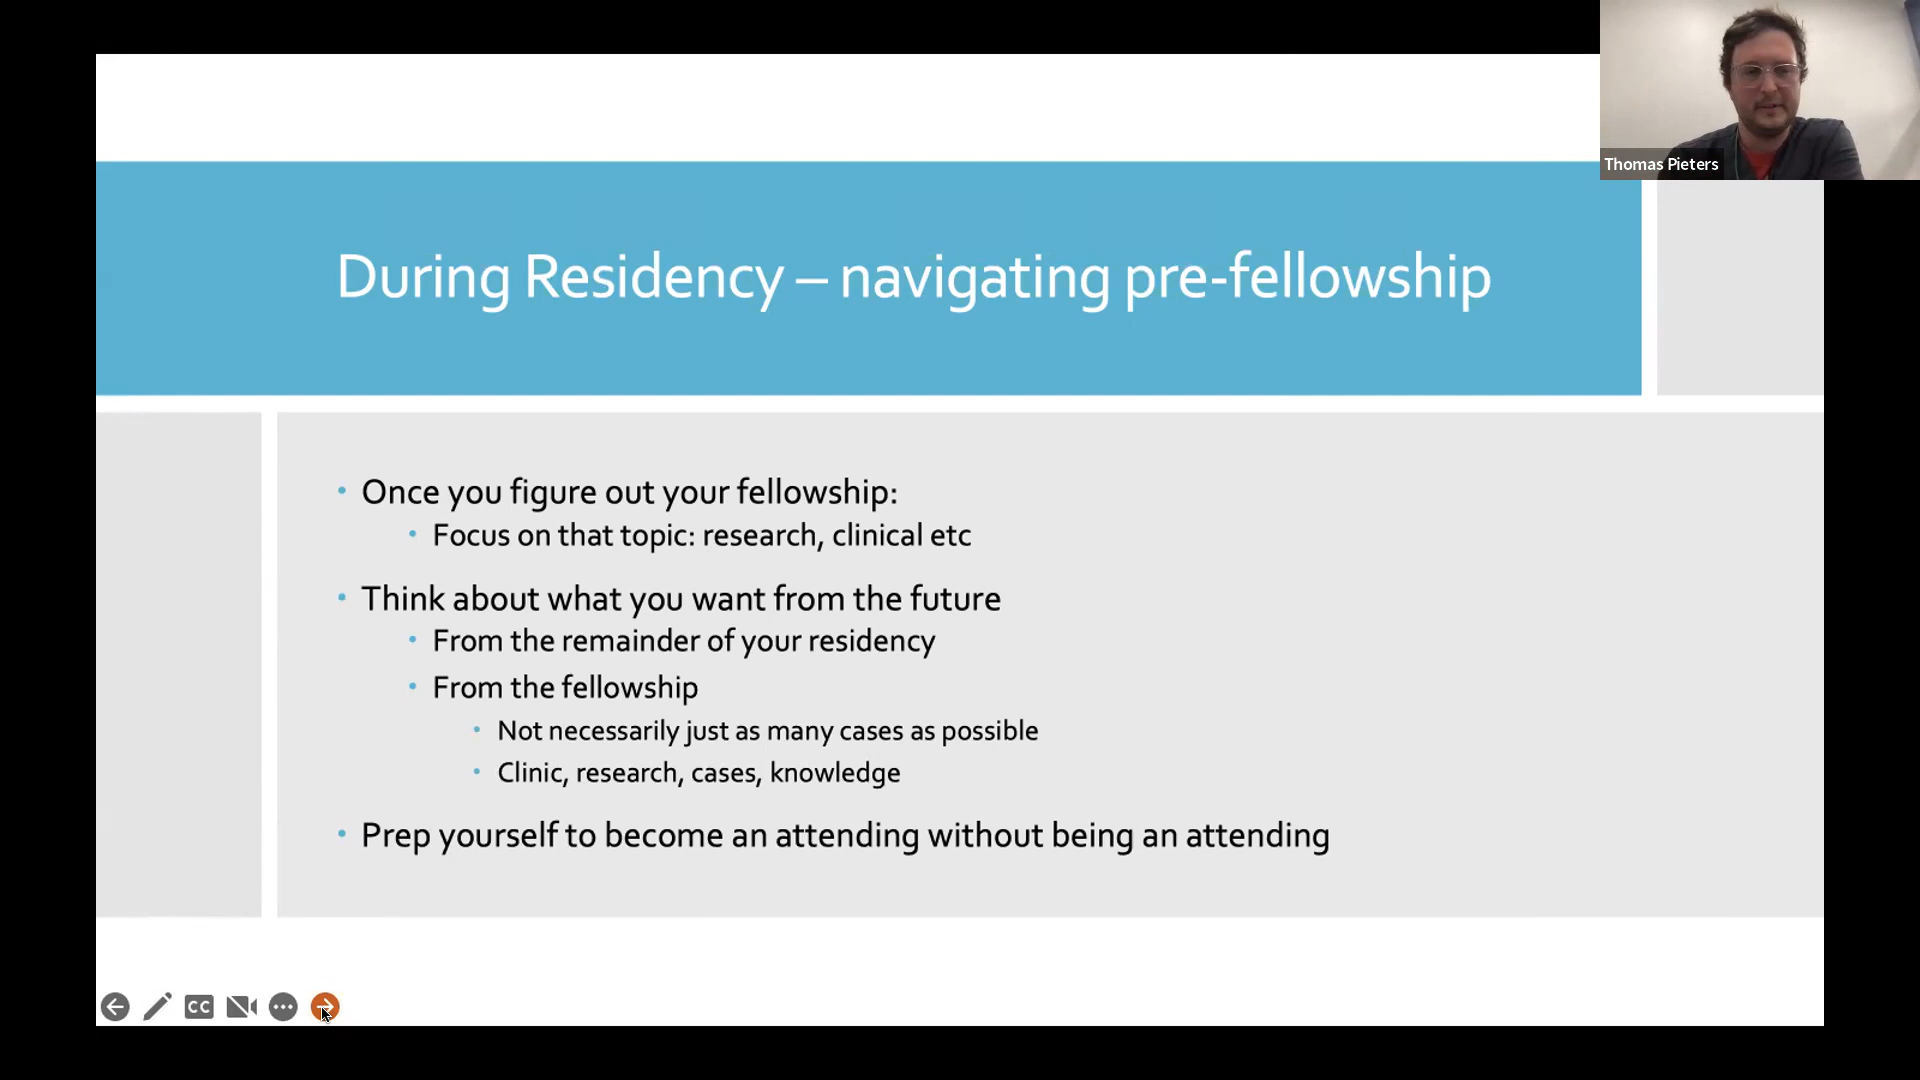 Thomas Pieters
During Residency – navigating pre-fellowship
• Once you figure out your fellowship:
• Focus on that topic: research, clinical etc
• Think about what you want from the future
• From the remainder of your residency
• From the fellowship
• Not necessarily just as many cases as possible
• Clinic, research, cases, knowledge
• Prep yourself to become an attending without being an attending
CC